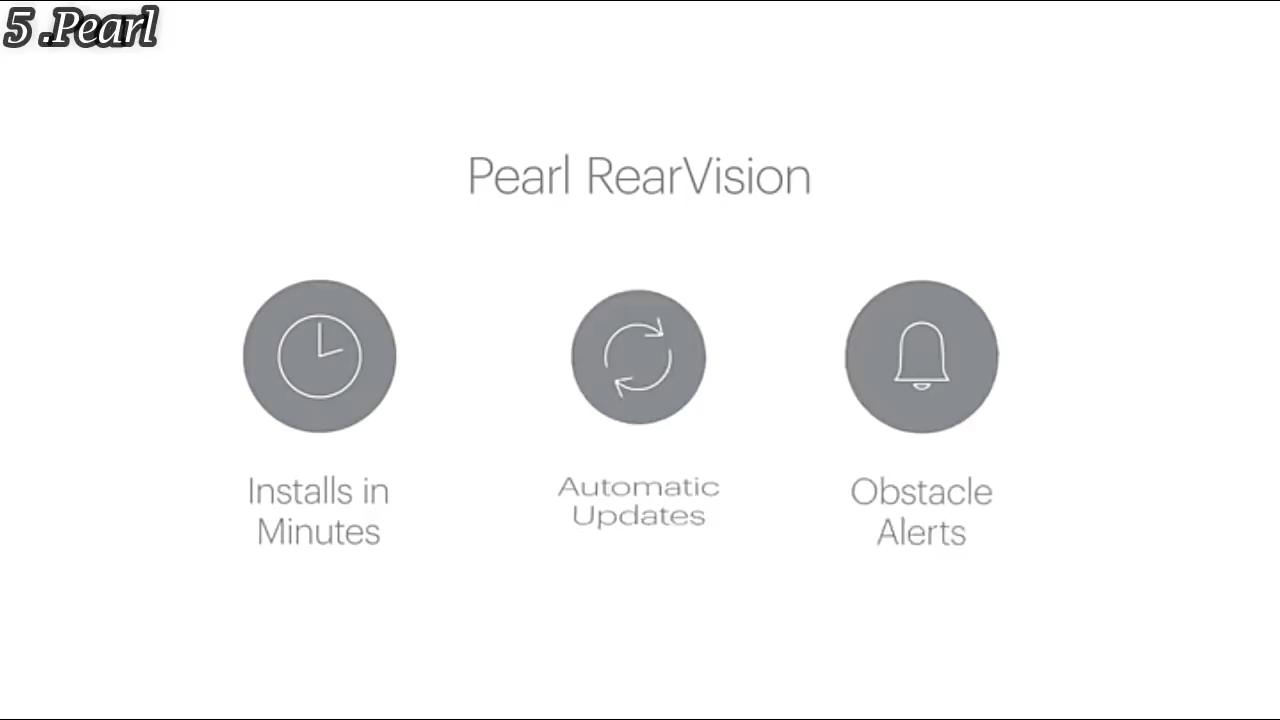 5 .Pearl
Pearl RearVision
Installs in
Minutes
Automatic
Updates
Obstacle
Alerts